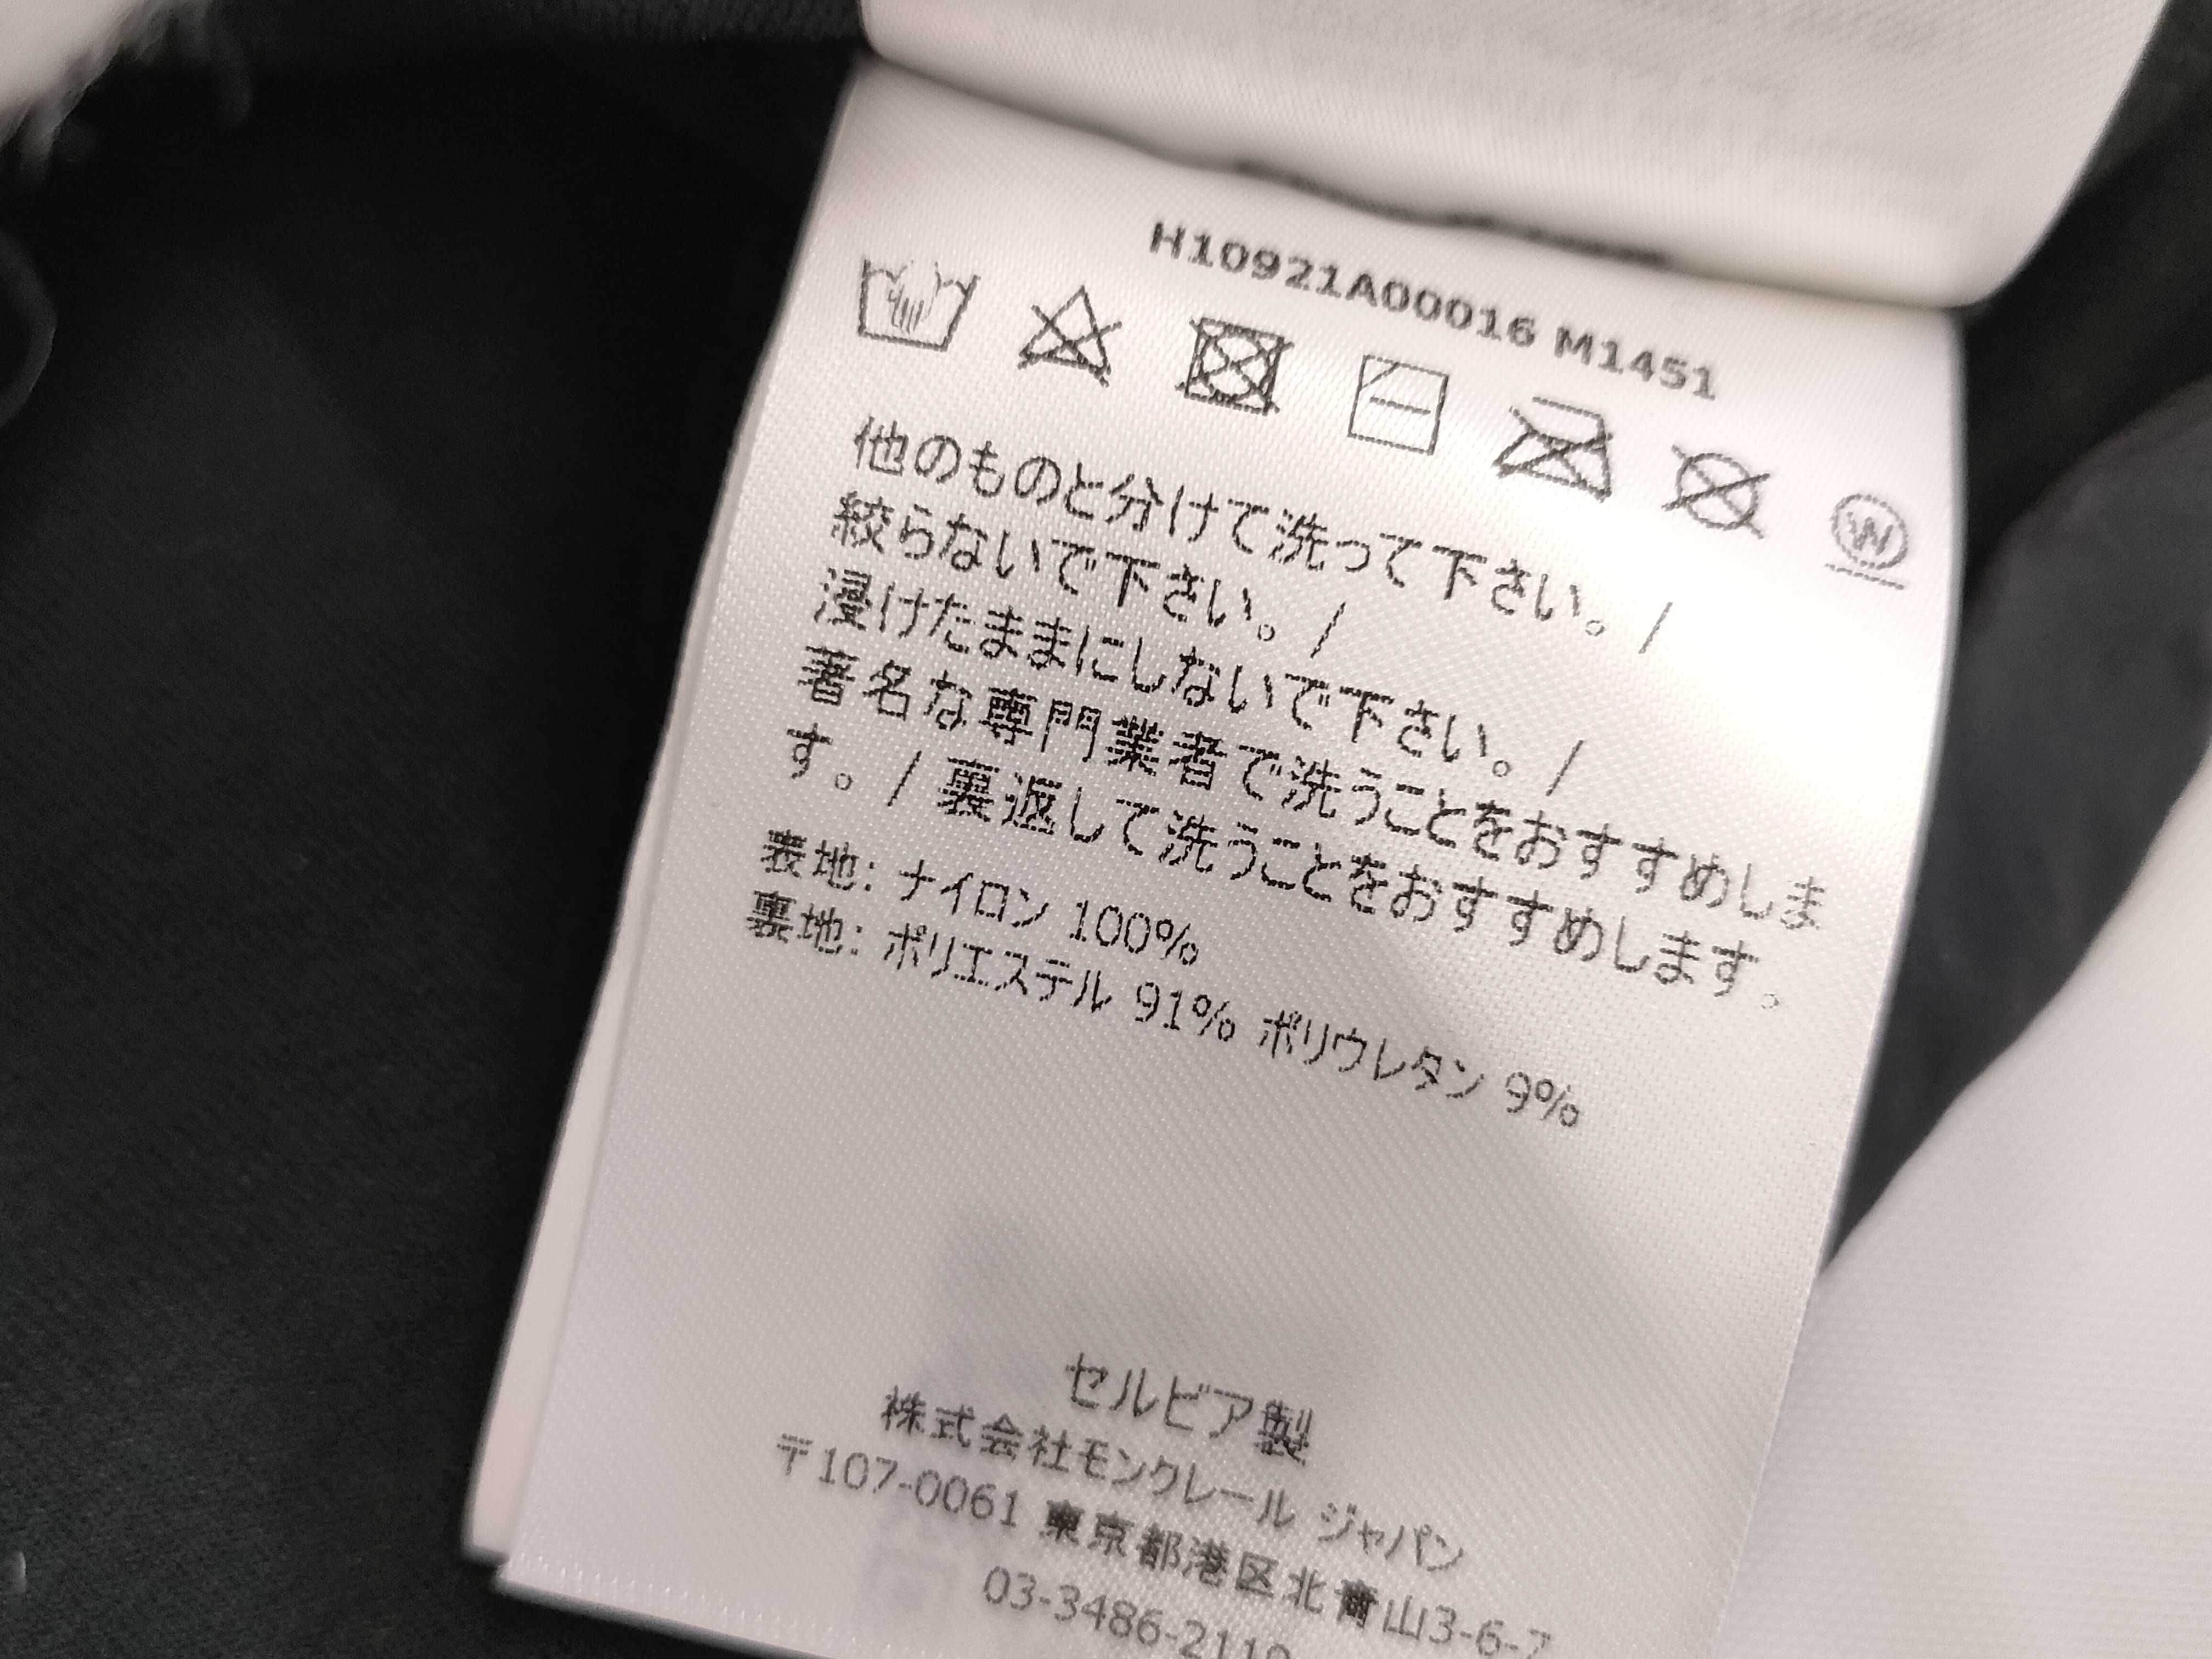 H10921A00016 M1451
W
他のものと分けて洗って下さい。/
絞らないで下さい。/
浸けたままにしないで下さい。/
著名な専門業者で洗うことをおすすめしま
す。/ 裏返して洗うことをおすすめします。
表地: ナイロン 100%
裏地: ポリエステル 91% ポリウレタン 9%
セルビア製
株式会社モンクレール ジャパン
〒107-0061 東京都港区北青山3-6-7
03-3486-2110